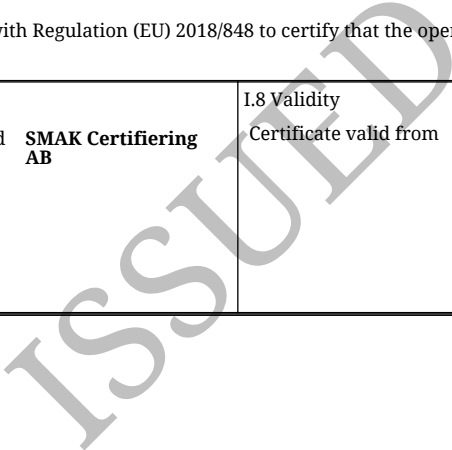 with Regulation (EU) 2018/848 to certify that the oper
I.8 Validity
Certificate valid from
SMAK Certifiering
AB
ISSUED